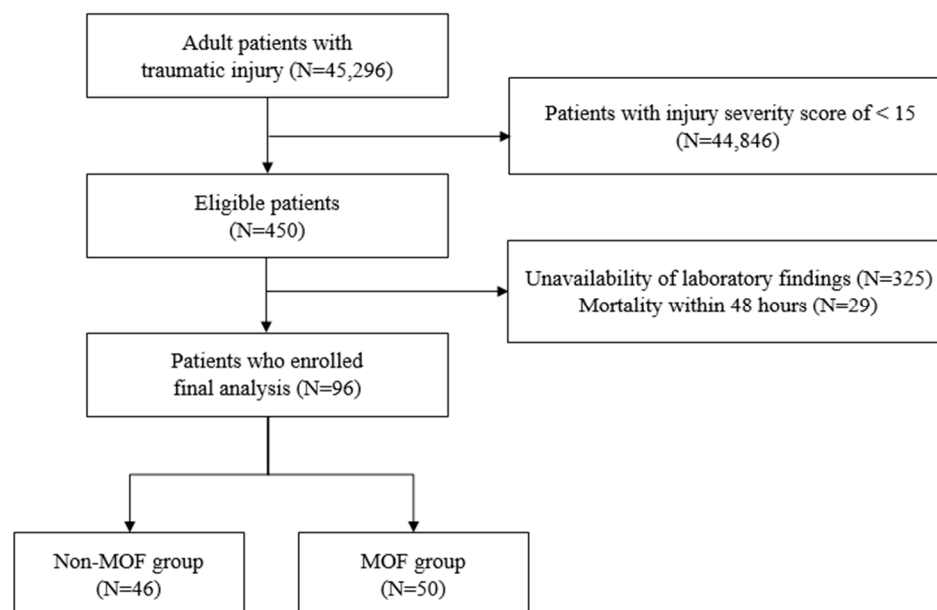 Adult patients with
traumatic injury (N=45,296)
Patients with injury severity score of < 15
(N=44,846)
Eligible patients
(N=450)
Unavailability of laboratory findings (N=325)
Mortality within 48 hours (N=29)
Patients who enrolled
final analysis (N=96)
Non-MOF group
(N=46)
MOF group
(N=50)